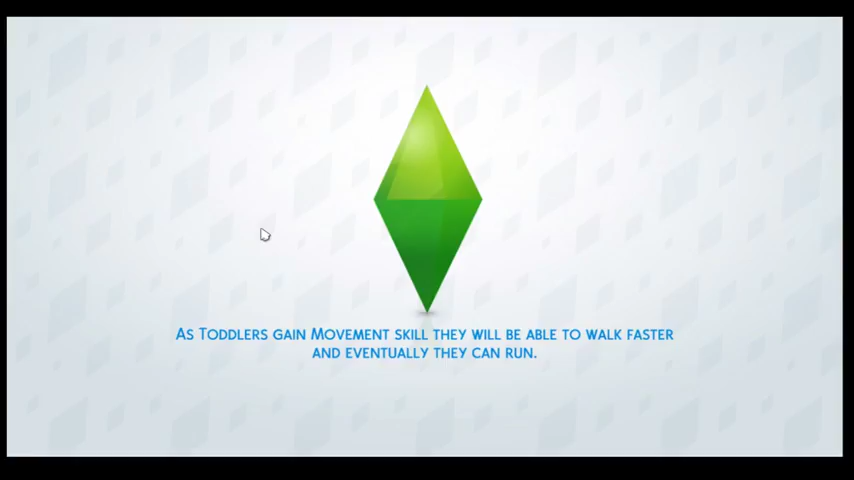 As Toddlers gain Movement skill they will be able to walk faster
and eventually they can run.